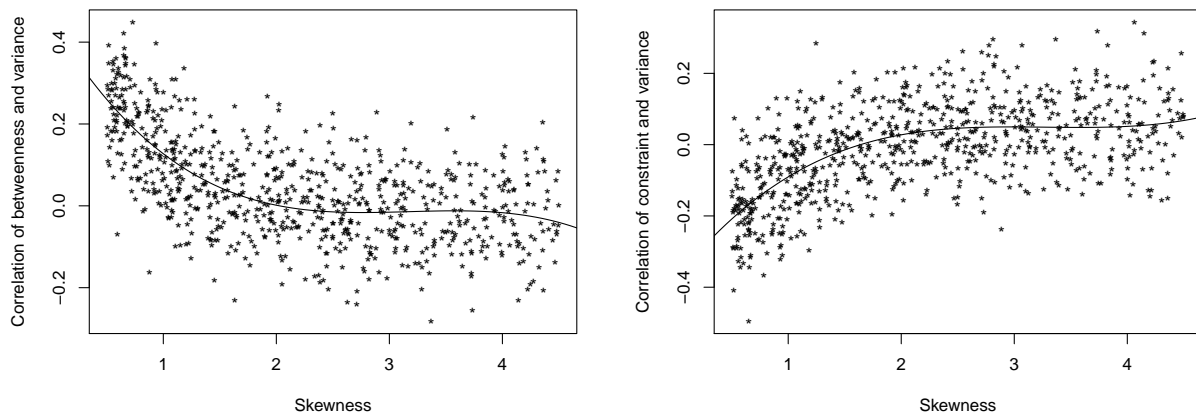 Correlation of betweenness and variance
0.4
0.2
0.0
−0.2
1 2 3 4
Skewness
Correlation of constraint and variance
0.2
0.0
−0.2
−0.4
1 2 3 4
Skewness